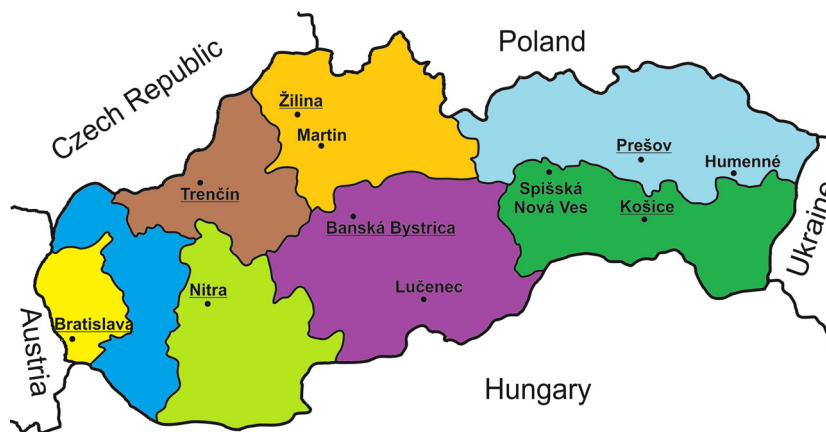 Poland
Czech Republic
Žilina
Martin
Prešov
Humenné
Trenčín
Spišská
Nová Ves
Košice
Banská Bystrica
Ukraine
Nitra
Lučenec
Bratislava
Austria
Hungary